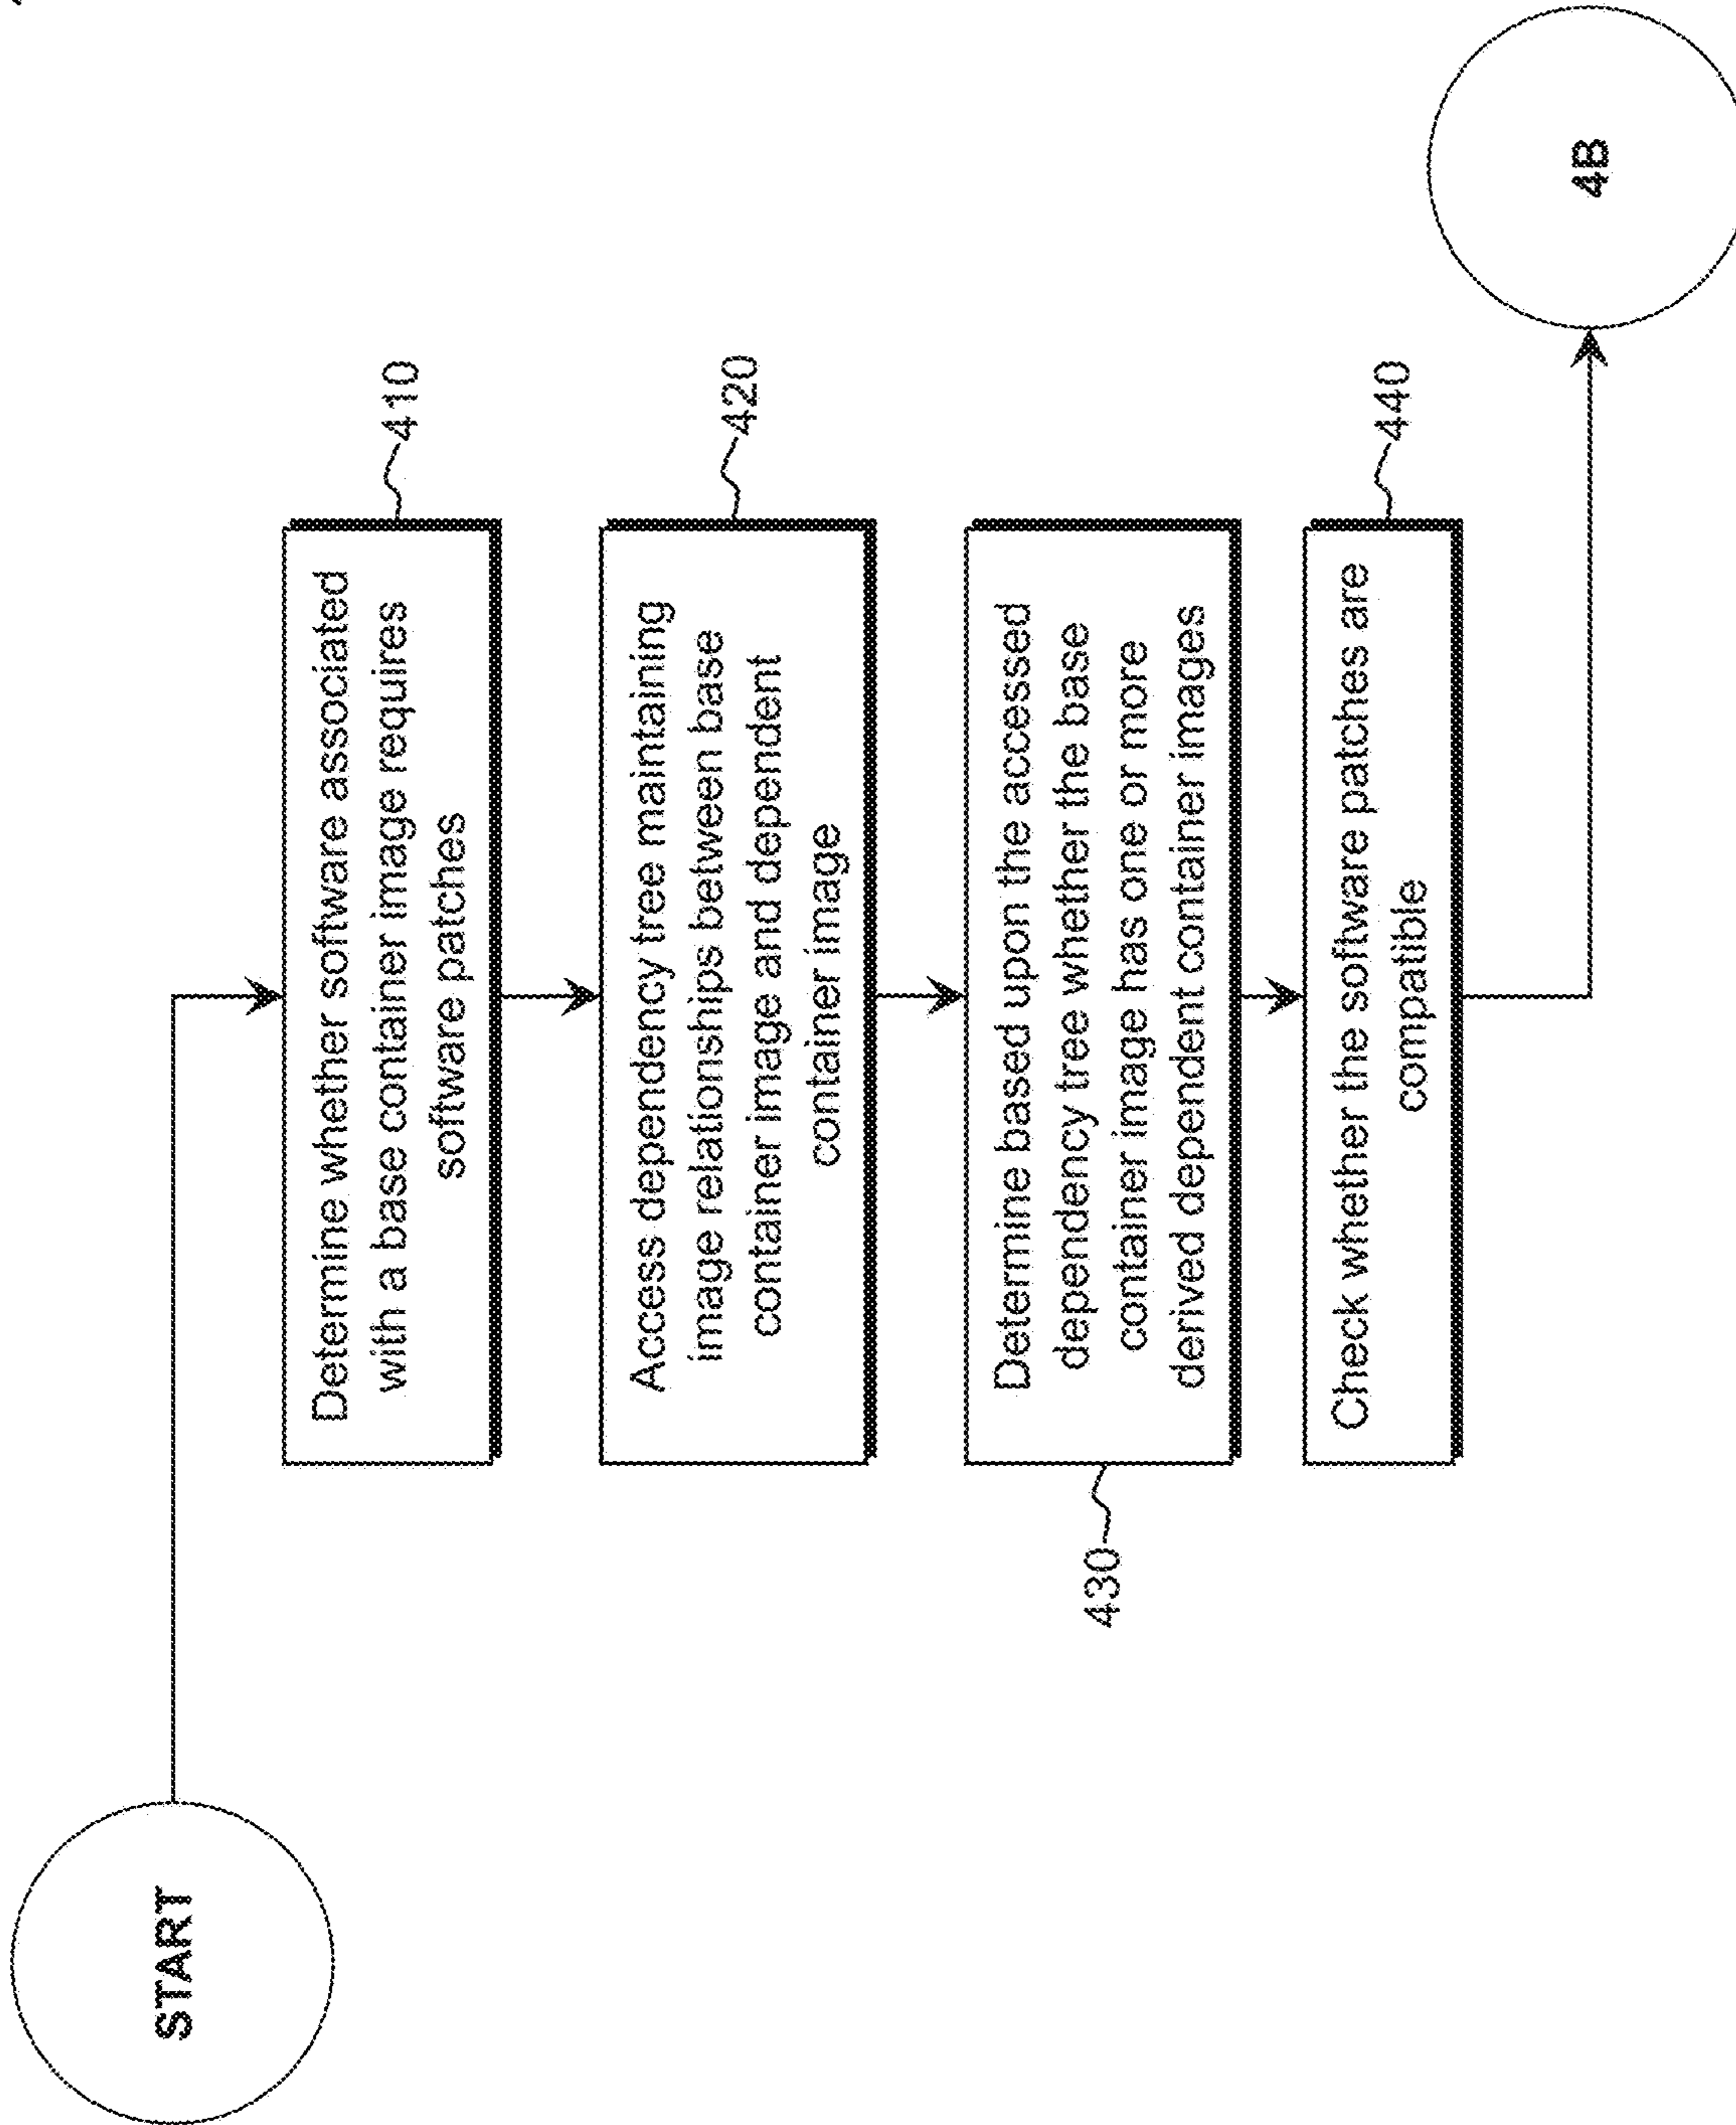 START
Determine whether software associated
with a base container image requires
software patches
410
Access dependency tree maintaining
image relationships between base
container image and dependent
container image
420
Determine based upon the accessed
dependency tree whether the base
container image has one or more
derived dependent container images
430
Check whether the software patches are
compatible
440
4B